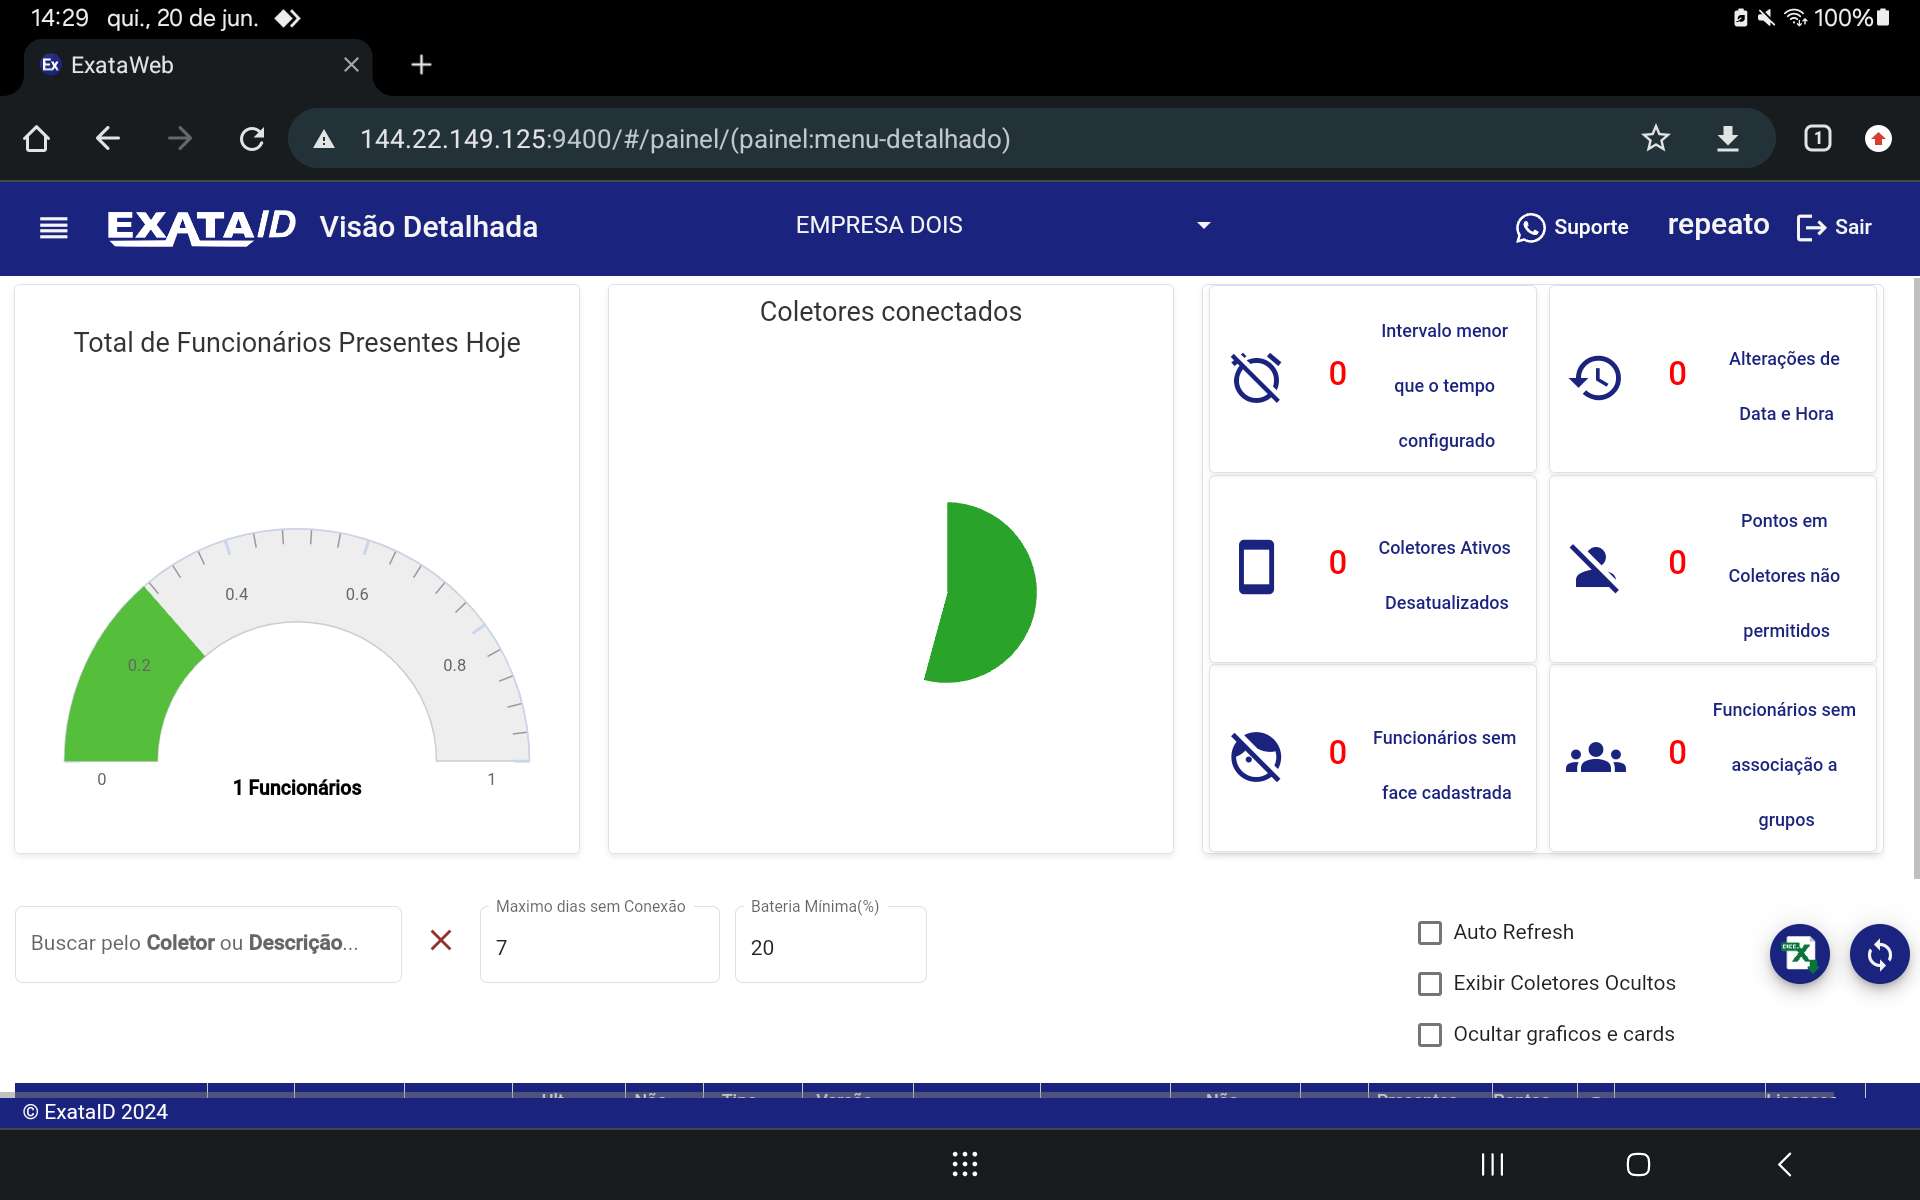 14:29 qui., 20 de jun.
100%
Ex ExataWeb
144.22.149.125:9400/#/painel/(painel:menu-detalhado)
1
EXATAID Visão Detalhada
EMPRESA DOIS
Suporte
repeato
Sair
Total de Funcionários Presentes Hoje
0.4
0.6
0.2
0.8
0
1
1 Funcionários
Coletores conectados
0
Intervalo menor
que o tempo
configurado
0
Alterações de
Data e Hora
0
Coletores Ativos
Desatualizados
0
Pontos em
Coletores não
permitidos
0
Funcionários sem
face cadastrada
0
Funcionários sem
associação a
grupos
Buscar pelo Coletor ou Descrição...
Maximo dias sem Conexão
7
Bateria Mínima(%)
20
Auto Refresh
Exibir Coletores Ocultos
Ocultar graficos e cards
© ExataID 2024